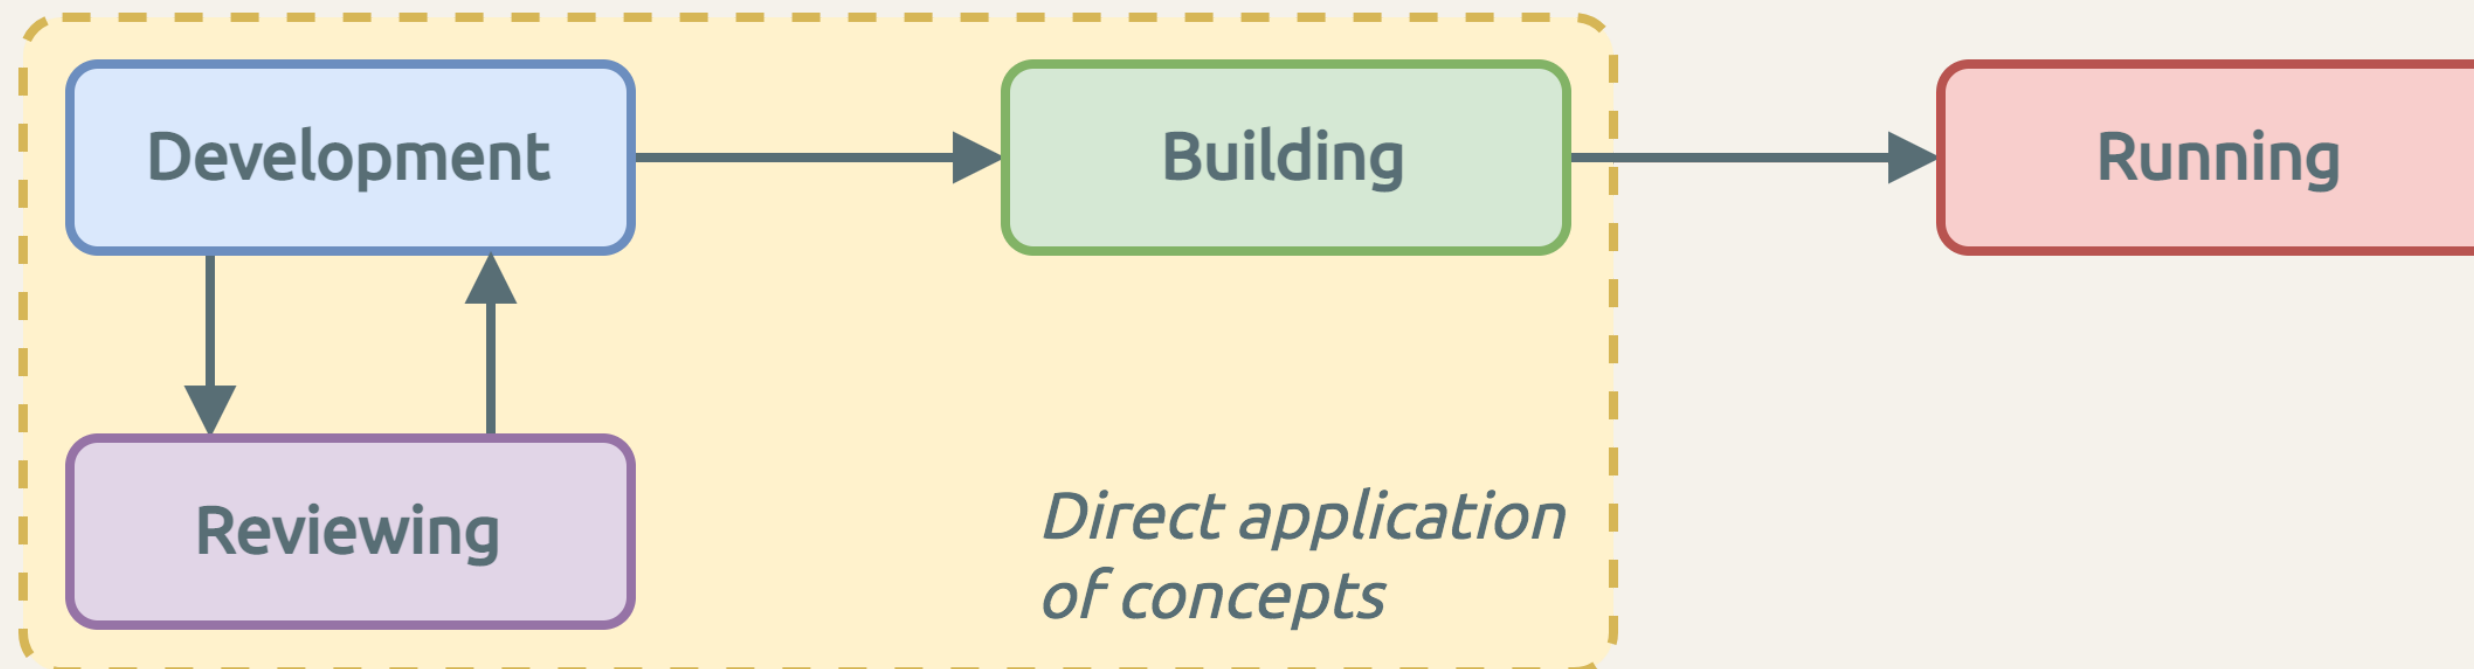 Development
Building
Running
Reviewing
Direct application
of concepts